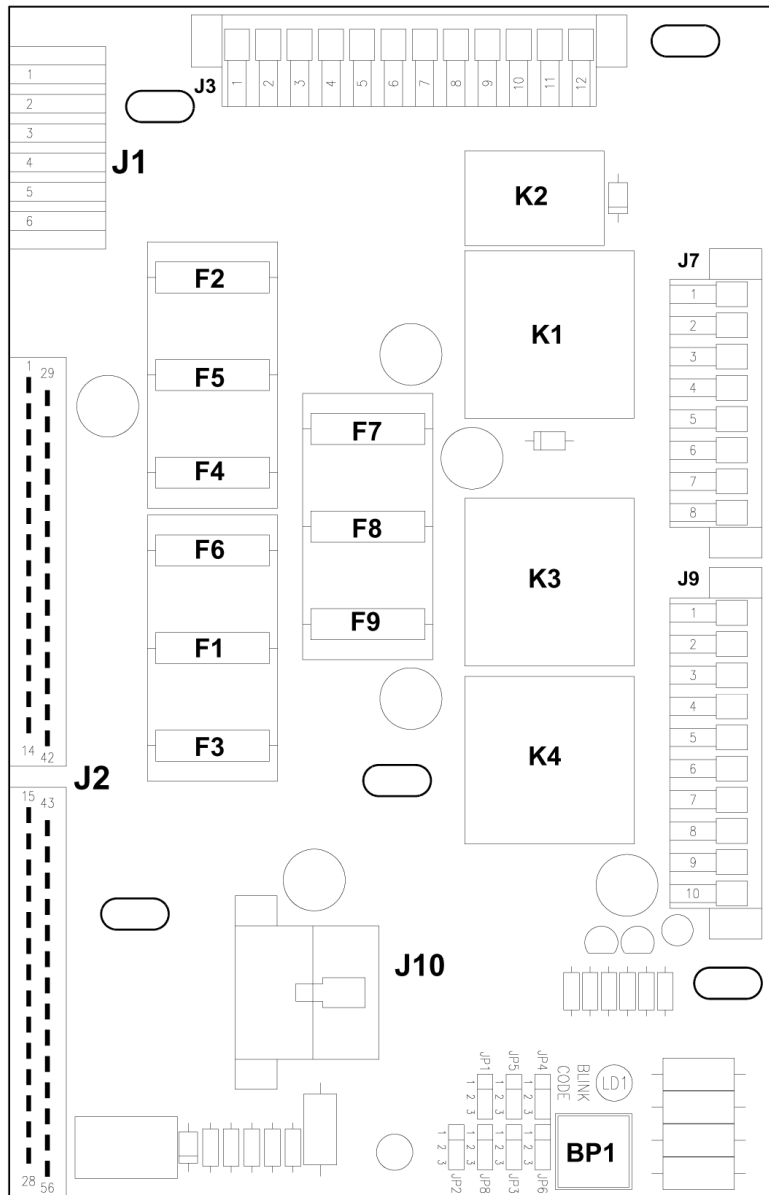 J3
1 2 3 4 5 6 7 8 9 10 11 12
J1
1
2
3
4
5
6
K2
K1
J7
1
2
3
4
5
6
7
8
F2
F5
F4
F7
F8
F9
F6
F1
F3
K3
K4
J9
1
2
3
4
5
6
7
8
9
10
1 29
14 42
J2
15 43
28 56
J10
JP1 JP5 JP4
1 2 3
1 2 3
1 2 3
BLINK
CODE
LD1
BP1
1 2 3
1 2 3
1 2 3
1 2 3
JP2 JP8 JP3 JP6